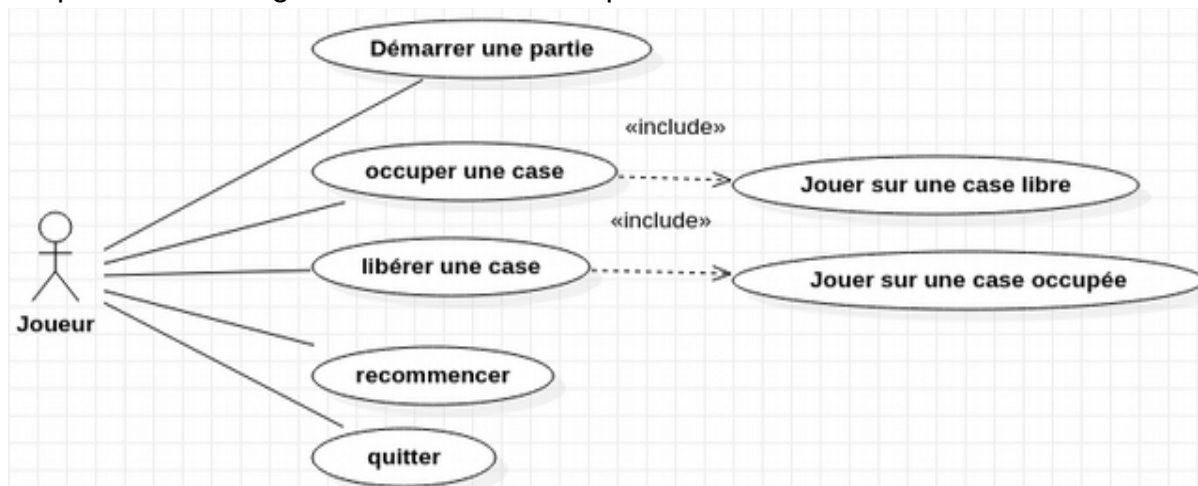 Démarrer une partie
«include»
occuper une case
Jouer sur une case libre
«include»
libérer une case
Jouer sur une case occupée
Joueur
recommencer
quitter